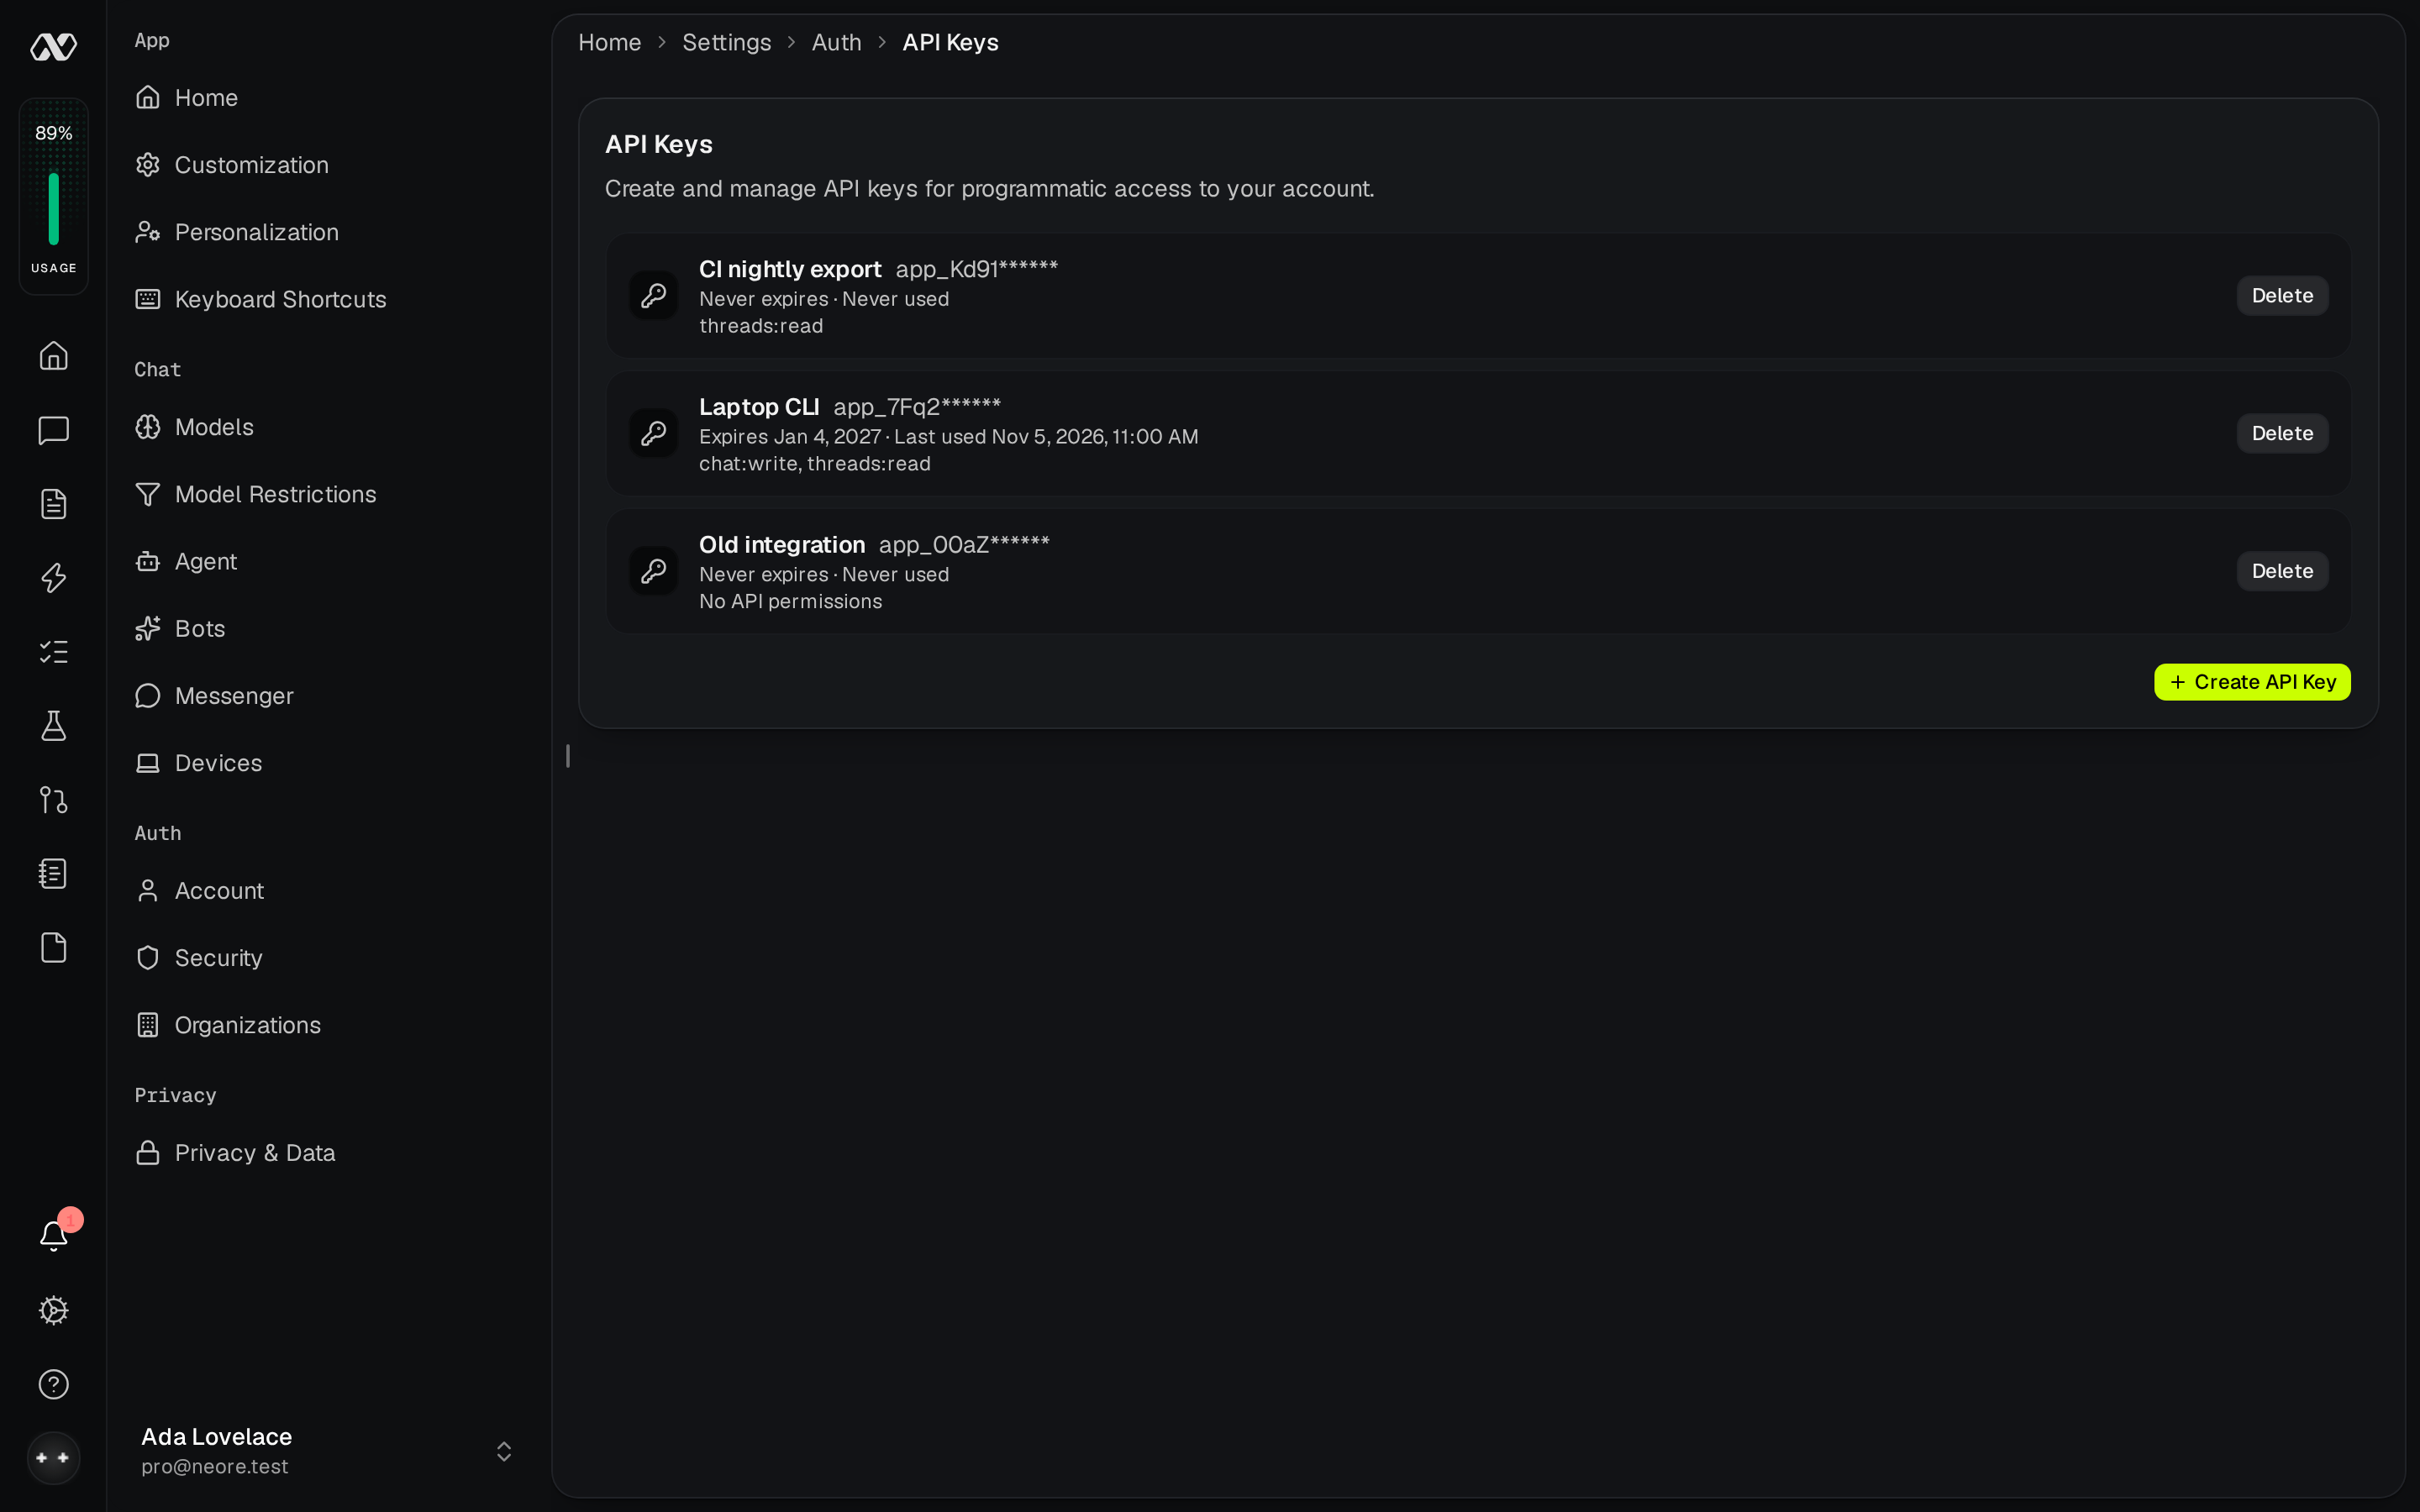 89%
USAGE
App
Home
Customization
Personalization
Keyboard Shortcuts
Chat
Models
Model Restrictions
Agent
Bots
Messenger
Devices
Auth
Account
Security
Organizations
Privacy
Privacy & Data
1
Ada Lovelace
pro@neore.test
Home > Settings > Auth > API Keys
API Keys
Create and manage API keys for programmatic access to your account.
CI nightly export app_Kd91******
Never expires · Never used
threads:read
Delete
Laptop CLI app_7Fq2******
Expires Jan 4, 2027 · Last used Nov 5, 2026, 11:00 AM
chat:write, threads:read
Delete
Old integration app_00aZ******
Never expires · Never used
No API permissions
Delete
+ Create API Key